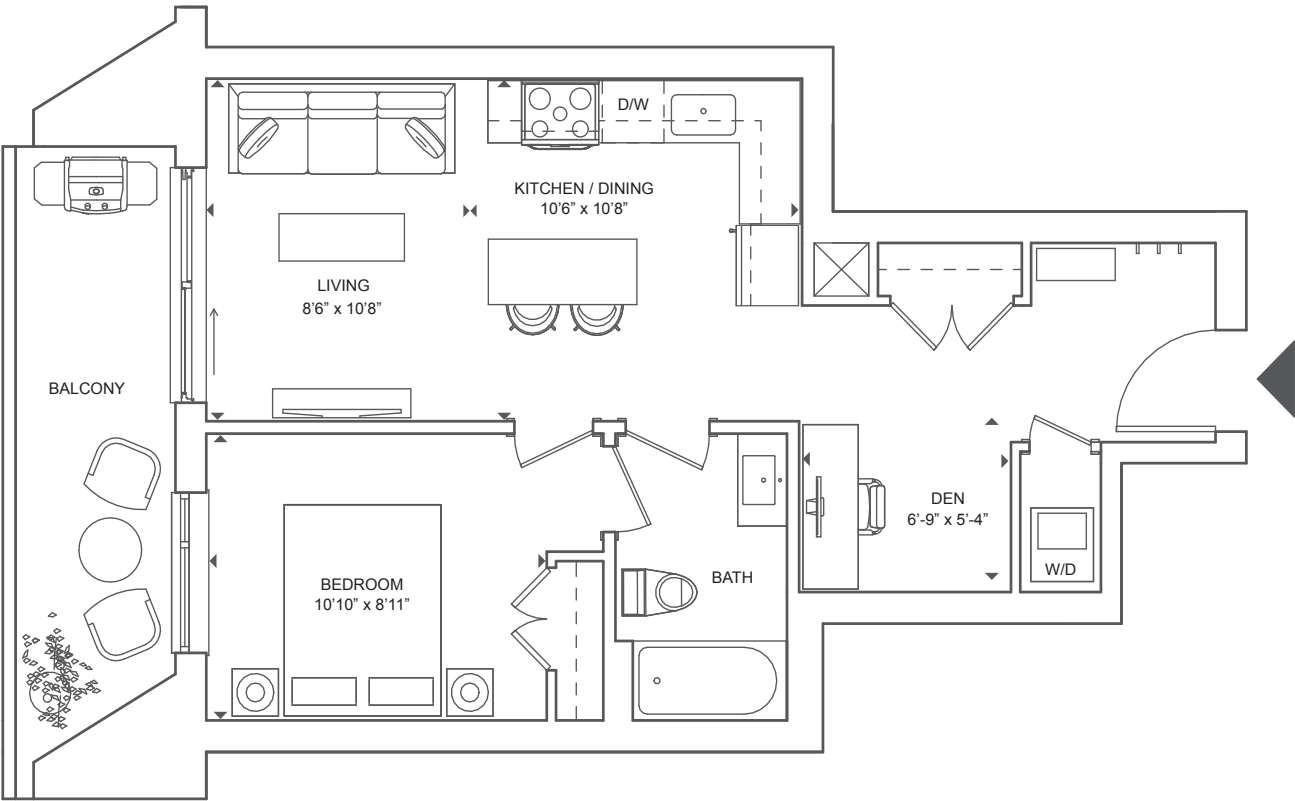 D/W
KITCHEN / DINING
10’6” x 10’8”
LIVING
8’6” x 10’8”
BALCONY
DEN
6’-9” x 5’-4”
W/D
BATH
BEDROOM
10’10” x 8’11”